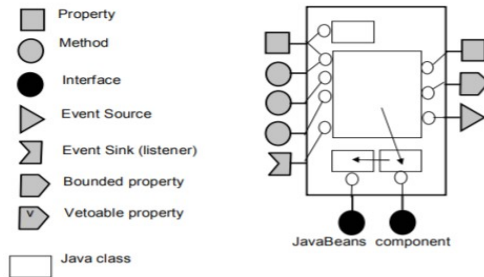 Property
Method
Interface
Event Source
Event Sink (listener)
Bounded property
v
Vetoable property
Java class
JavaBeans component